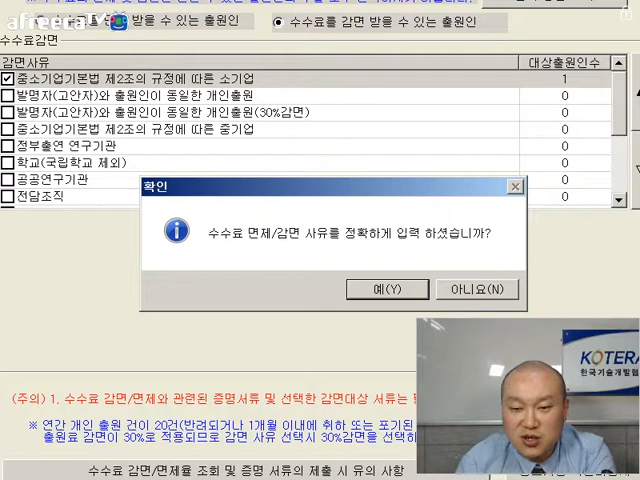 afreeca TV
받을 수 있는 출원인
수수료를 감면 받을 수 있는 출원인
수수료감면
감면사유 대상출원인수
중소기업기본법 제2조의 규정에 따른 소기업 1
발명자(고안자)와 출원인이 동일한 개인출원 0
발명자(고안자)와 출원인이 동일한 개인출원(30%감면) 0
중소기업기본법 제2조의 규정에 따른 중기업 0
정부출연 연구기관 0
학교(국립학교 제외) 0
공공연구기관 0
전담조직 0
확인
수수료 면제/감면 사유를 정확하게 입력 하셨습니까?
예(Y) 아니요(N)
KOTERA
한국기술개발협
(주의) 1. 수수료 감면/면제와 관련된 증명서류 및 선택한 감면대상 서류는
※ 연간 개인 출원 건이 20건(반려되거나 1개월 이내에 취하 또는 포기된
출원료 감면이 30%로 적용되므로 감면 사유 선택시 30%감면을 선택하
수수료 감면/면제율 조회 및 증명 서류의 제출 시 유의 사항